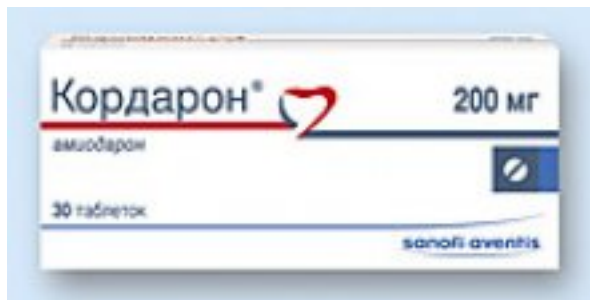 Кордарон®
200 мг
амиодарон
30 таблеток
sanofi aventis